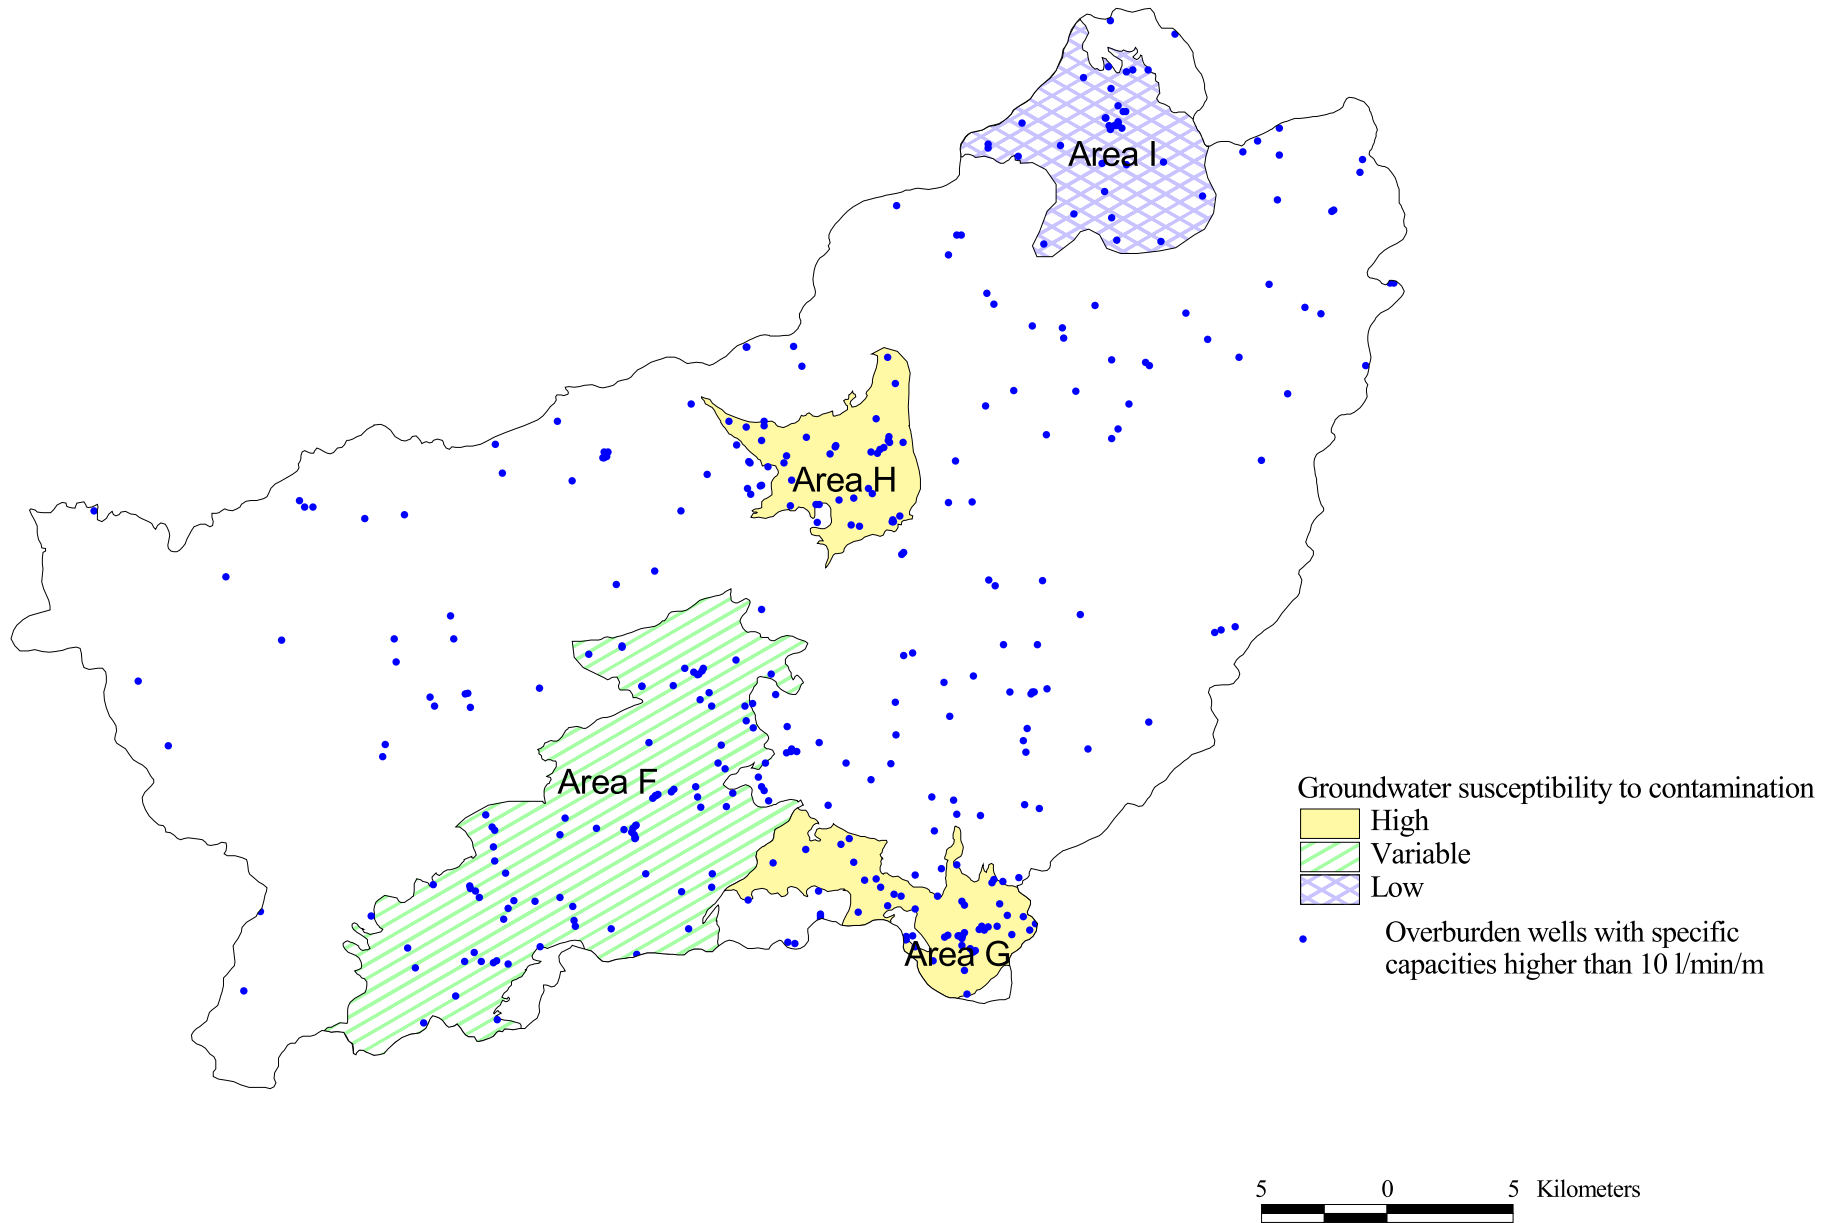 Area I
Area H
Area F
Area G
Groundwater susceptibility to contamination
High
Variable
Low
Overburden wells with specific
capacities higher than 10 l/min/m
5 0 5 Kilometers